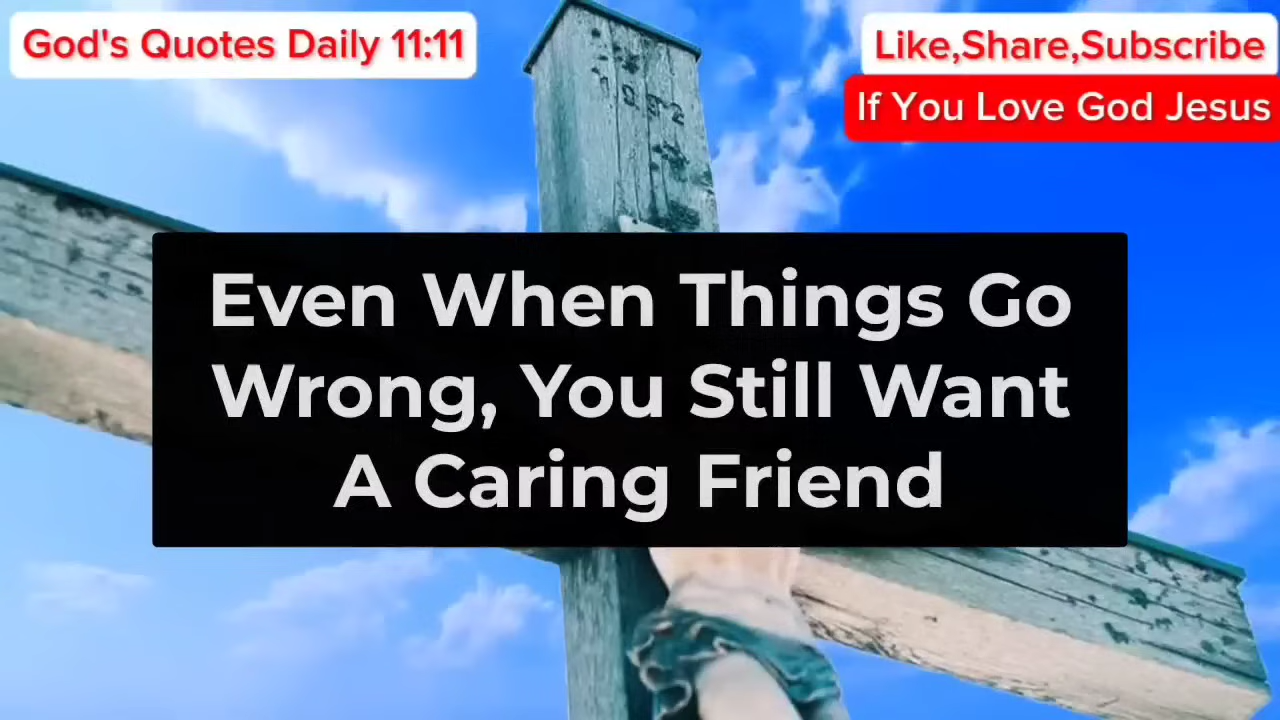 God's Quotes Daily 11:11
Like,Share,Subscribe
If You Love God Jesus
1992
Even When Things Go
Wrong, You Still Want
A Caring Friend